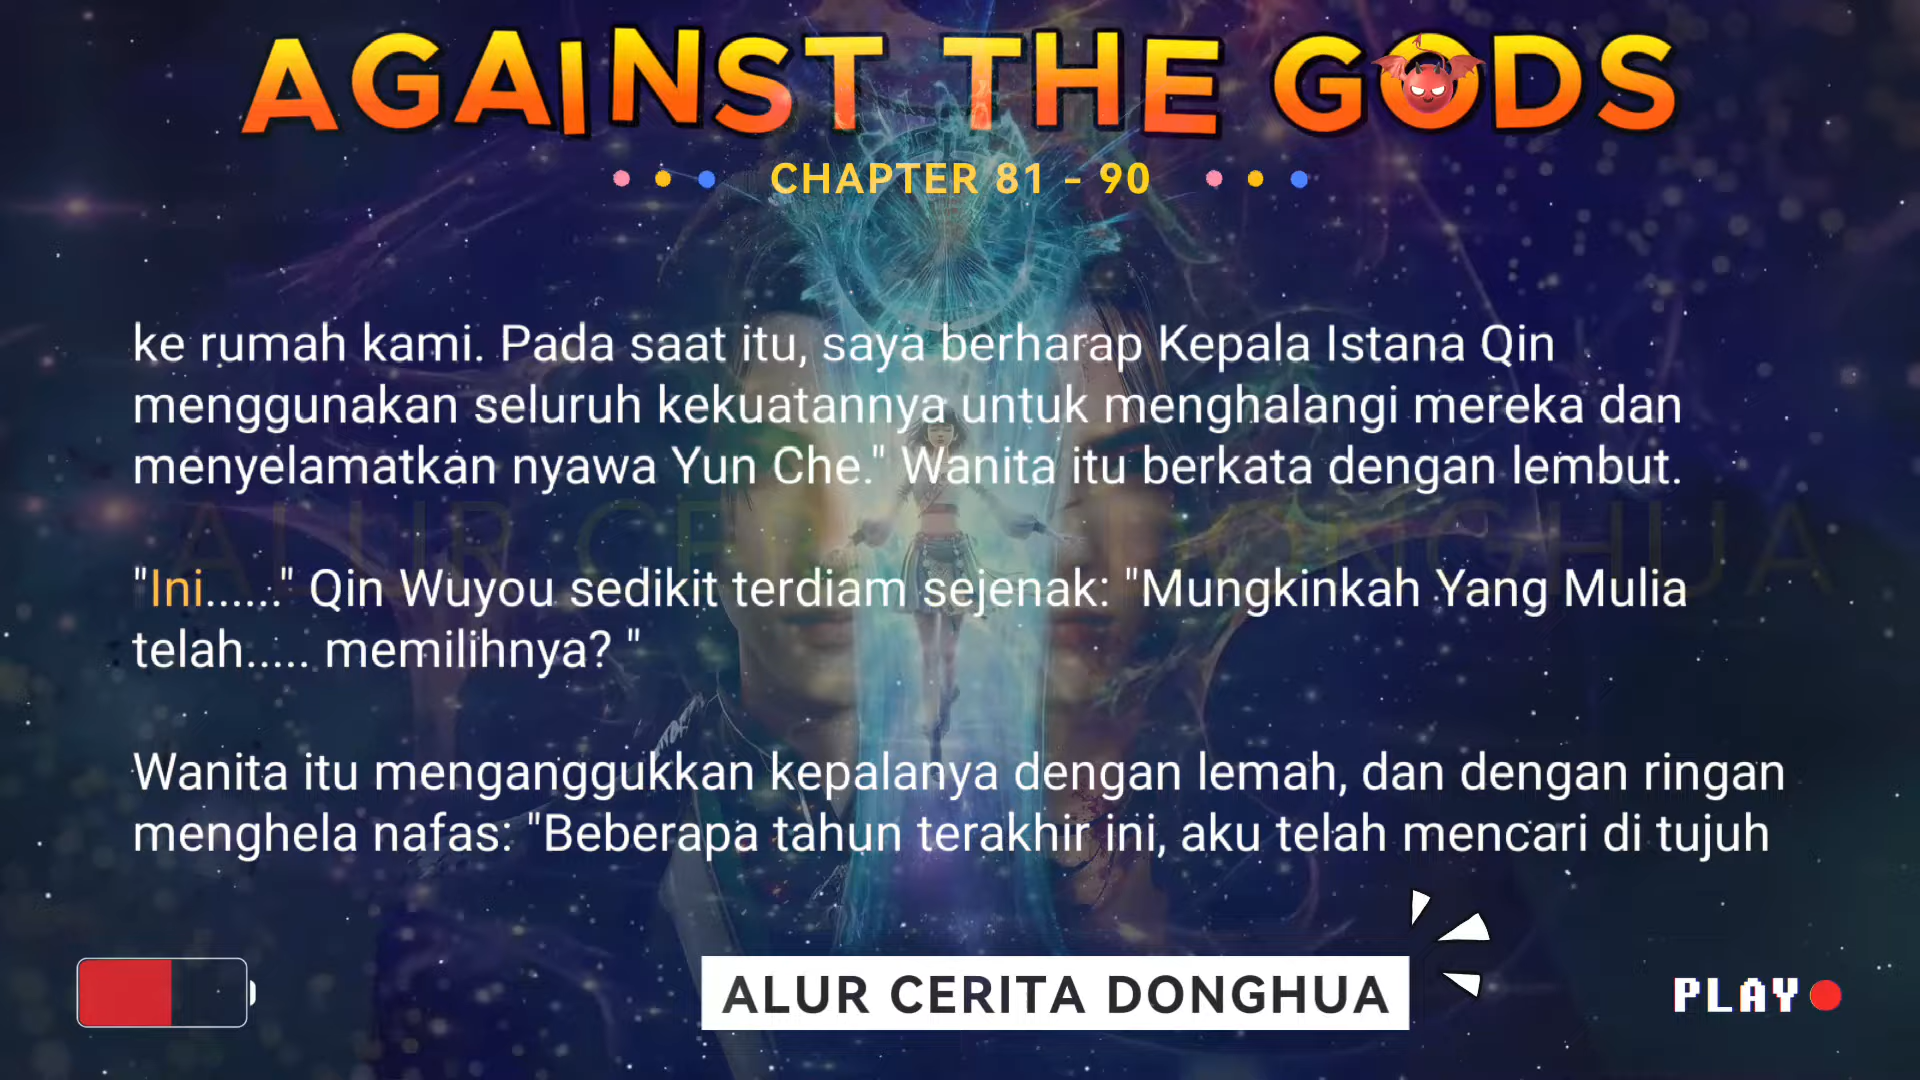 AGAINST THE GODS
CHAPTER 81 - 90
ke rumah kami. Pada saat itu, saya berharap Kepala Istana Qin
menggunakan seluruh kekuatannya untuk menghalangi mereka dan
menyelamatkan nyawa Yun Che." Wanita itu berkata dengan lembut.
ALUR CERITA DONGHUA
"Ini......" Qin Wuyou sedikit terdiam sejenak: "Mungkinkah Yang Mulia
telah..... memilihnya? "
Wanita itu menganggukkan kepalanya dengan lemah, dan dengan ringan
menghela nafas: "Beberapa tahun terakhir ini, aku telah mencari di tujuh
ALUR CERITA DONGHUA
PLAY